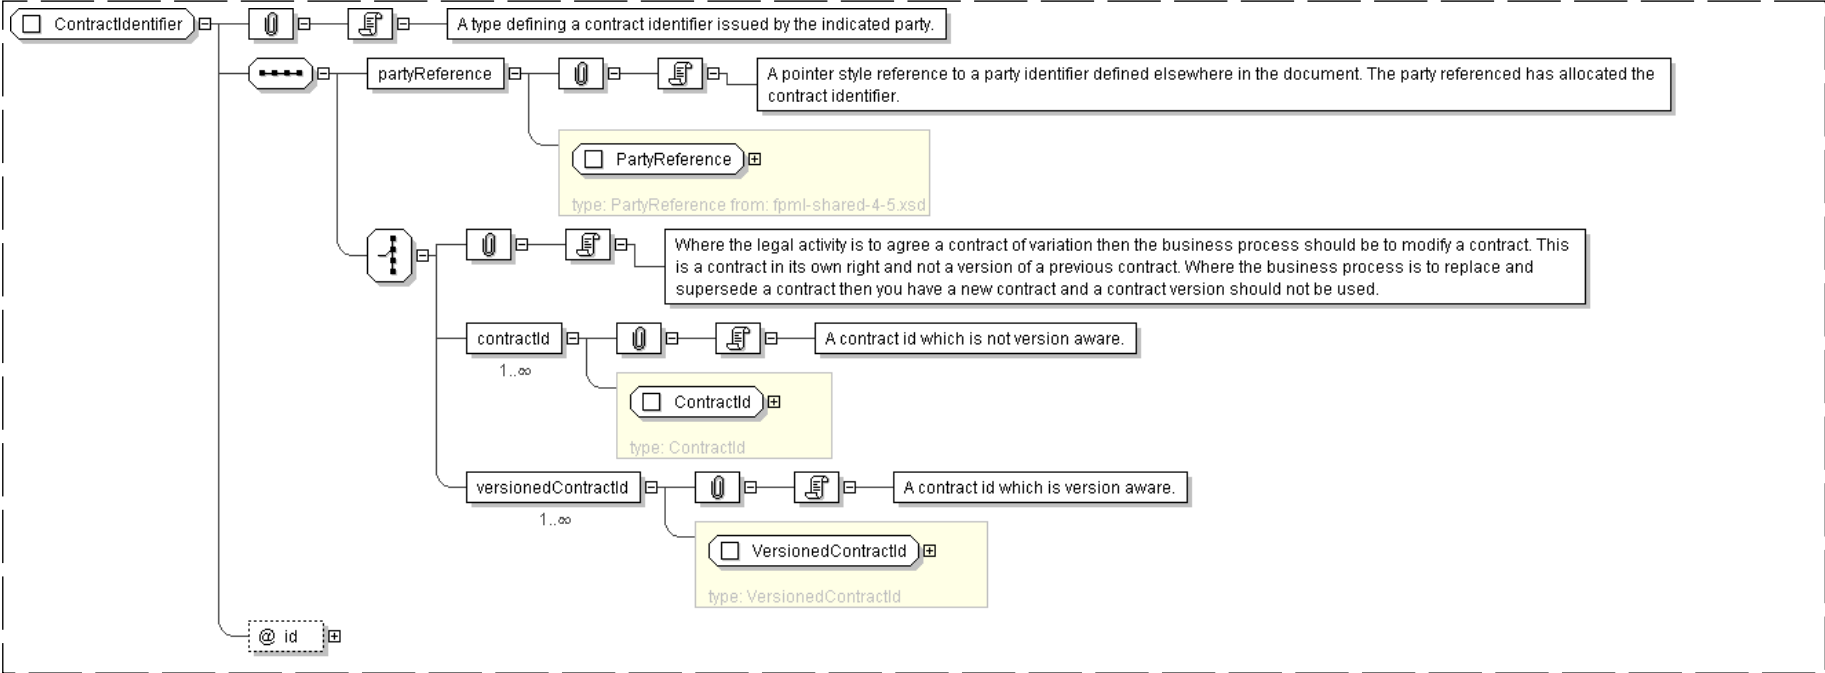 ContractIdentifier
A type defining a contract identifier issued by the indicated party.
partyReference
A pointer style reference to a party identifier defined elsewhere in the document. The party referenced has allocated the
contract identifier.
PartyReference
type: PartyReference from: fpml-shared-4-5.xsd
Where the legal activity is to agree a contract of variation then the business process should be to modify a contract. This
is a contract in its own right and not a version of a previous contract. Where the business process is to replace and
supersede a contract then you have a new contract and a contract version should not be used.
contractId
1..∞
A contract id which is not version aware.
ContractId
type: ContractId
versionedContractId
1..∞
A contract id which is version aware.
VersionedContractId
type: VersionedContractId
@ id